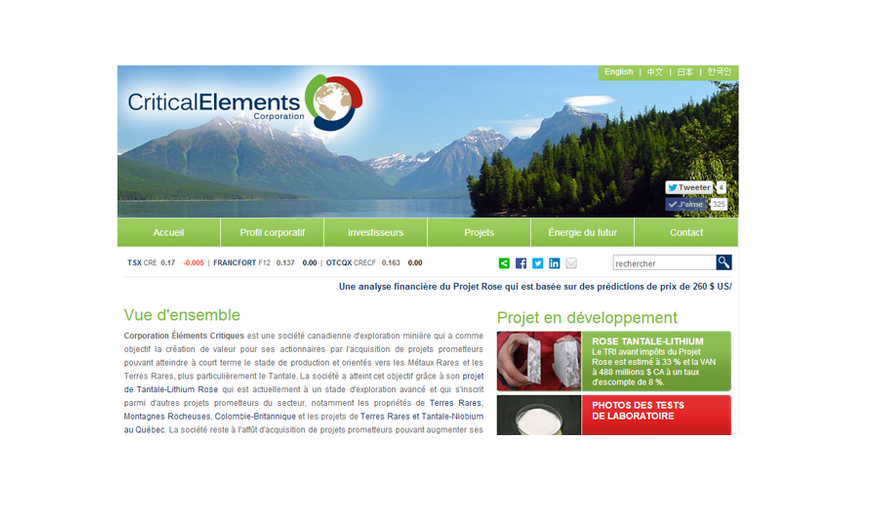 English | 中文 | 日本 | 한국인
CriticalElements
Corporation
Tweeter 4
J'aime 325
Accueil Profil corporatif Investisseurs Projets Énergie du futur Contact
TSX CRE 0.17 -0.005 | FRANCFORT F12 0.137 0.00 | OTCQX CRECF 0.163 0.00
rechercher
Une analyse financière du Projet Rose qui est basée sur des prédictions de prix de 260 $ US/
Vue d'ensemble
Corporation Éléments Critiques est une société canadienne d'exploration minière qui a comme
objectif la création de valeur pour ses actionnaires par l'acquisition de projets prometteurs
pouvant atteindre à court terme le stade de production et orientés vers les Métaux Rares et les
Terres Rares, plus particulièrement le Tantale. La société a atteint cet objectif grâce à son projet
de Tantale-Lithium Rose qui est actuellement à un stade d'exploration avancé et qui s'inscrit
parmi d'autres projets prometteurs du secteur, notamment les propriétés de Terres Rares,
Montagnes Rocheuses, Colombie-Britannique et les projets de Terres Rares et Tantale-Niobium
au Québec. La société reste à l'affût d'acquisition de projets prometteurs pouvant augmenter ses
Projet en développement
ROSE TANTALE-LITHIUM
Le TRI avant impôts du Projet
Rose est estimé à 33 % et la VAN
à 488 millions $ CA à un taux
d'escompte de 8 %.
PHOTOS DES TESTS
DE LABORATOIRE